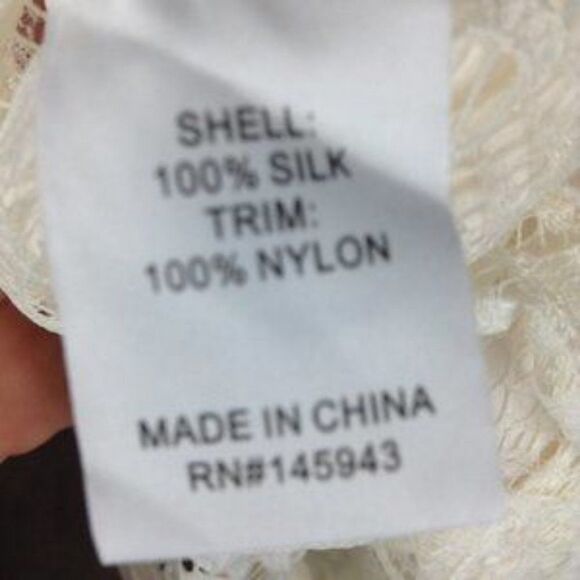 SHELL:
100% SILK
TRIM:
100% NYLON
MADE IN CHINA
RN#145943